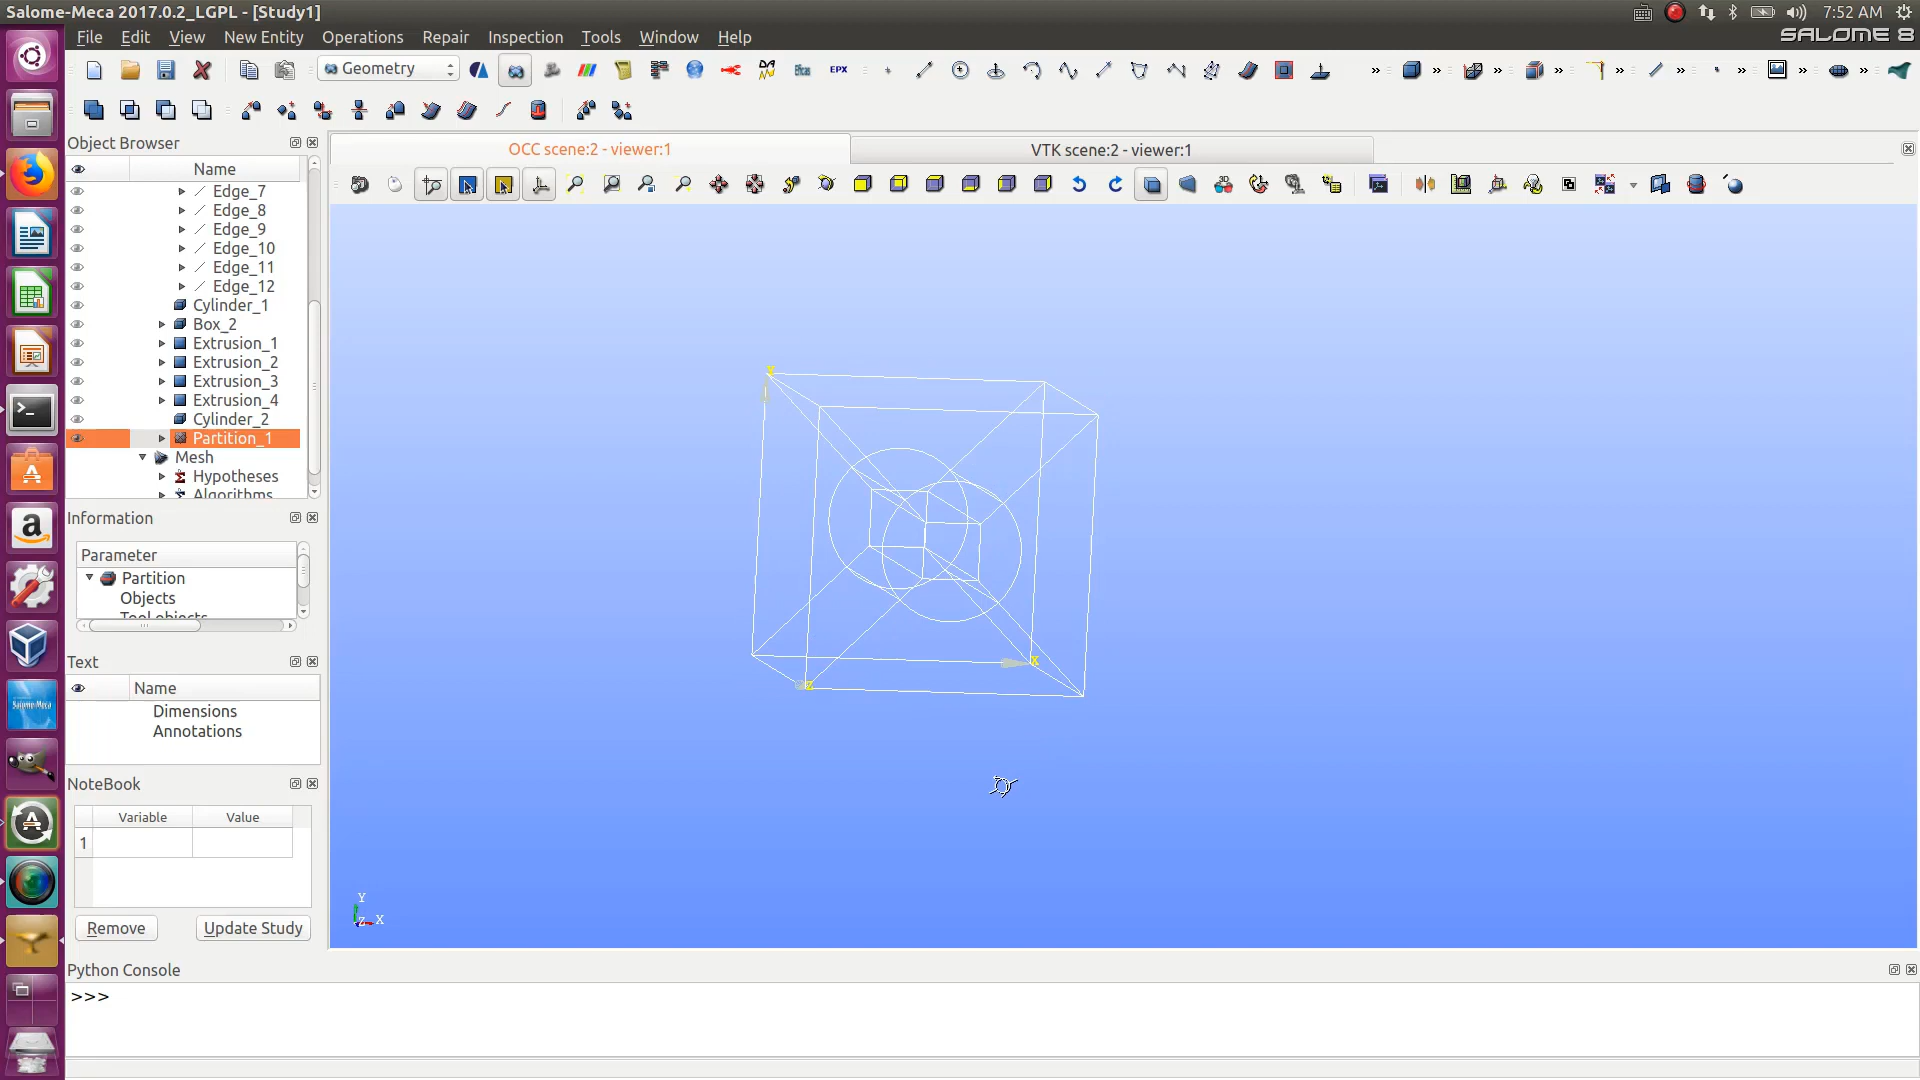 Salome-Meca 2017.0.2_LGPL - [Study1]
7:52 AM
File Edit View New Entity Operations Repair Inspection Tools Window Help
SALOME 8
Geometry
EPX
Object Browser
OCC scene:2 - viewer:1
VTK scene:2 - viewer:1
Name
Edge_7
Edge_8
Edge_9
Edge_10
Edge_11
Edge_12
Cylinder_1
Box_2
Extrusion_1
Extrusion_2
Extrusion_3
Extrusion_4
Cylinder_2
Partition_1
Mesh
Hypotheses
Algorithms
Information
Parameter
Partition
Objects
Tool objects
Text
Name
Dimensions
Annotations
NoteBook
Variable Value
1
Remove Update Study
Y
X
Z
Y
Z X
Python Console
>>>